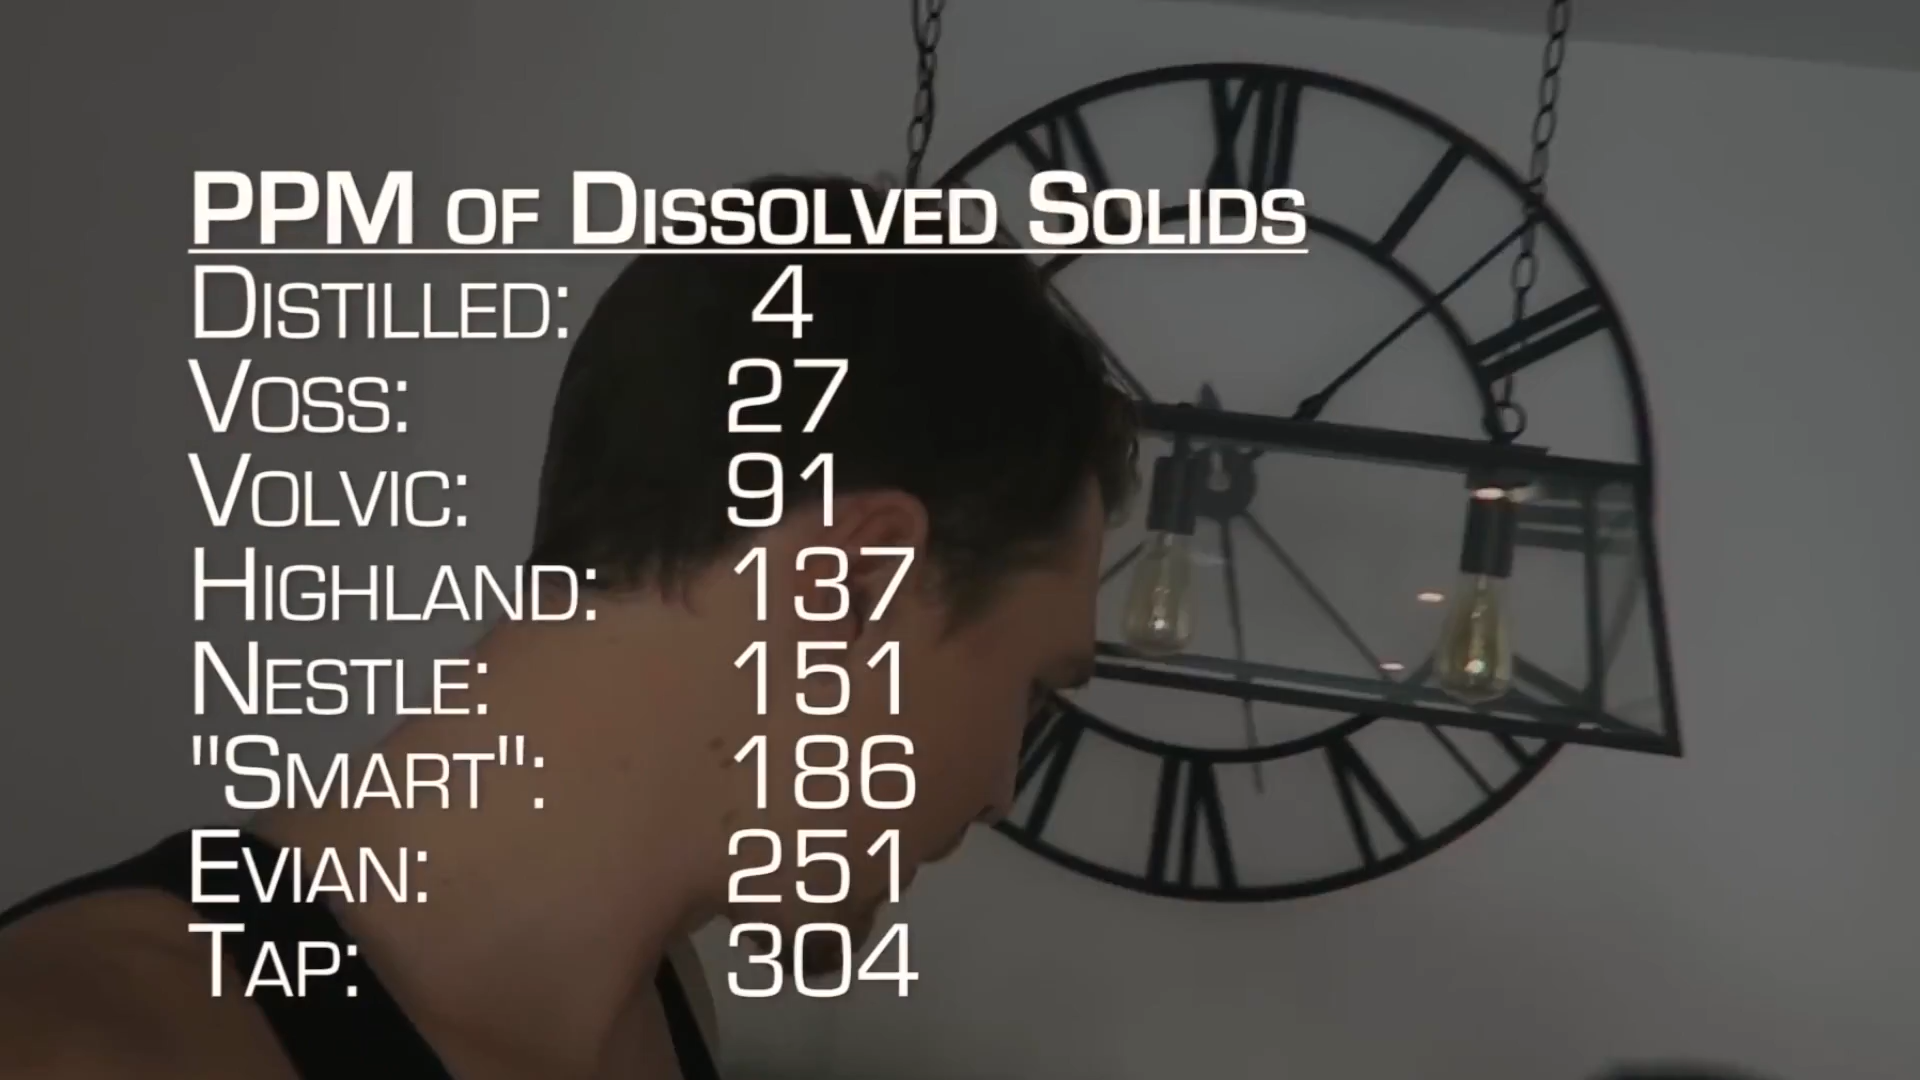 PPM of Dissolved Solids
Distilled: 4
Voss: 27
Volvic: 91
Highland: 137
Nestle: 151
"Smart": 186
Evian: 251
Tap: 304